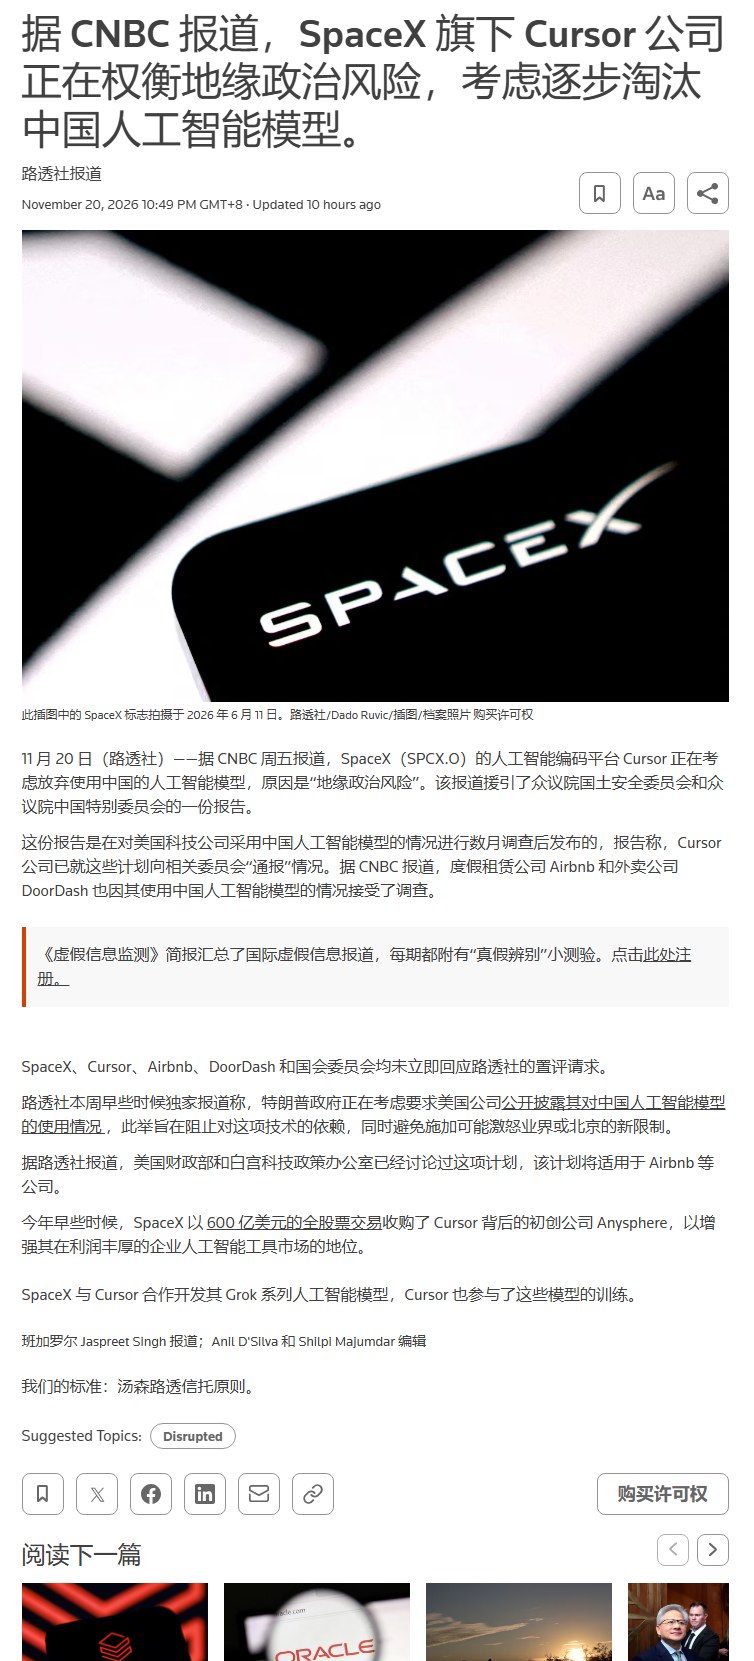 据 CNBC 报道，SpaceX 旗下 Cursor 公司
正在权衡地缘政治风险，考虑逐步淘汰
中国人工智能模型。
路透社报道
November 20, 2026 10:49 PM GMT+8 · Updated 10 hours ago
Aa
SPACEX
此插图中的 SpaceX 标志拍摄于 2026 年 6 月 11 日。路透社/Dado Ruvic/插图/档案照片 购买许可权
11 月 20 日（路透社）——据 CNBC 周五报道，SpaceX（SPCX.O）的人工智能编码平台 Cursor 正在考
虑放弃使用中国的人工智能模型，原因是“地缘政治风险”。该报道援引了众议院国土安全委员会和众
议院中国特别委员会的一份报告。
这份报告是在对美国科技公司采用中国人工智能模型的情况进行数月调查后发布的，报告称，Cursor
公司已就这些计划向相关委员会“通报”情况。据 CNBC 报道，度假租赁公司 Airbnb 和外卖公司
DoorDash 也因其使用中国人工智能模型的情况接受了调查。
《虚假信息监测》简报汇总了国际虚假信息报道，每期都附有“真假辨别”小测验。点击此处注
册。
SpaceX、Cursor、Airbnb、DoorDash 和国会委员会均未立即回应路透社的置评请求。
路透社本周早些时候独家报道称，特朗普政府正在考虑要求美国公司公开披露其对中国人工智能模型
的使用情况 ，此举旨在阻止对这项技术的依赖，同时避免施加可能激怒业界或北京的新限制。
据路透社报道，美国财政部和白宫科技政策办公室已经讨论过这项计划，该计划将适用于 Airbnb 等
公司。
今年早些时候，SpaceX 以 600 亿美元的全股票交易收购了 Cursor 背后的初创公司 Anysphere，以增
强其在利润丰厚的企业人工智能工具市场的地位。
SpaceX 与 Cursor 合作开发其 Grok 系列人工智能模型，Cursor 也参与了这些模型的训练。
班加罗尔 Jaspreet Singh 报道；Anil D'Silva 和 Shilpi Majumdar 编辑
我们的标准：汤森路透信托原则。
Suggested Topics: Disrupted
购买许可权
阅读下一篇
acle.com
ORACLE